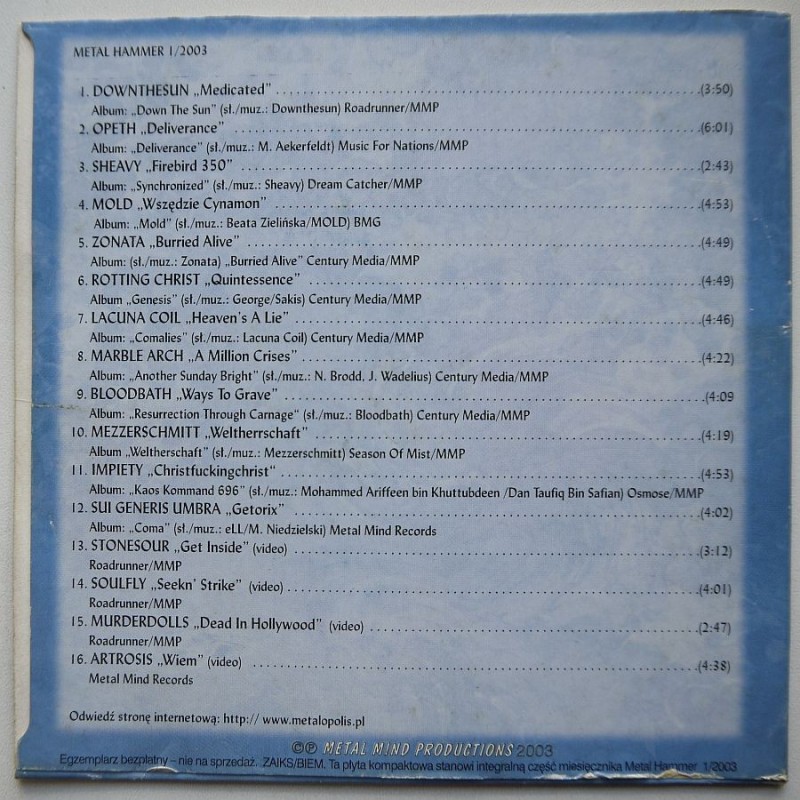 METAL HAMMER 1/2003
1. DOWNTHESUN „Medicated” ........(3:50)
Album: „Down The Sun” (sł./muz.: Downthesun) Roadrunner/MMP
2. OPETH „Deliverance” ........(6:01)
Album: „Deliverance” (sł./muz.: M. Aekerfeldt) Music For Nations/MMP
3. SHEAVY „Firebird 350” ........(2:43)
Album: „Synchronized” (sł./muz.: Sheavy) Dream Catcher/MMP
4. MOLD „Wszędzie Cynamon” ........(4:53)
Album: „Mold” (sł./muz.: Beata Zielińska/MOLD) BMG
5. ZONATA „Burried Alive” ........(4:49)
Album: (sł./muz.: Zonata) „Burried Alive” Century Media/MMP
6. ROTTING CHRIST „Quintessence” ........(4:49)
Album „Genesis” (sł./muz.: George/Sakis) Century Media/MMP
7. LACUNA COIL „Heaven's A Lie” ........(4:46)
Album: „Comalies” (sł./muz.: Lacuna Coil) Century Media/MMP
8. MARBLE ARCH „A Million Crises” ........(4:22)
Album: „Another Sunday Bright” (sł./muz.: N. Brodd, J. Wadelius) Century Media/MMP
9. BLOODBATH „Ways To Grave” ........(4:09
Album: „Resurrection Through Carnage” (sł./muz.: Bloodbath) Century Media/MMP
10. MEZZERSCHMITT „Weltherrschaft” ........(4:19)
Album „Weltherschaft” (sł./muz.: Mezzerschmitt) Season Of Mist/MMP
11. IMPIETY „Christfuckingchrist” ........(4:53)
Album: „Kaos Kommand 696” (sł./muz.: Mohammed Ariffeen bin Khuttubdeen /Dan Taufiq Bin Safian) Osmose/MMP
12. SUI GENERIS UMBRA „Getorix” ........(4:02)
Album: „Coma” (sł./muz.: eLL/M. Niedzielski) Metal Mind Records
13. STONESOUR „Get Inside” (video) ........(3:12)
Roadrunner/MMP
14. SOULFLY „Seekn' Strike” (video) ........(4:01)
Roadrunner/MMP
15. MURDERDOLLS „Dead In Hollywood” (video) ........(2:47)
Roadrunner/MMP
16. ARTROSIS „Wiem” (video) ........(4:38)
Metal Mind Records
Odwiedź stronę internetową: http:// www.metalopolis.pl
©℗ METAL MIND PRODUCTIONS 2003
Egzemplarz bezpłatny – nie na sprzedaż. ZAIKS/BIEM. Ta płyta kompaktowa stanowi integralną część miesięcznika Metal Hammer 1/2003